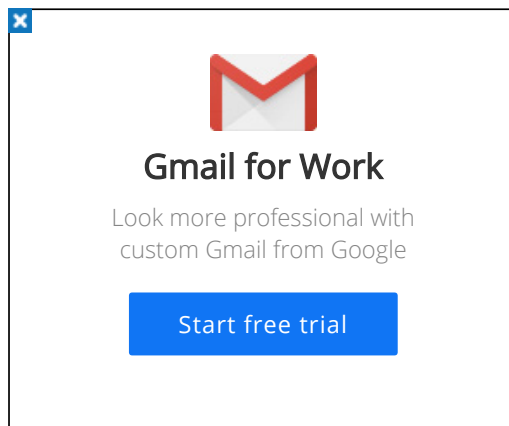 Gmail for Work
Look more professional with
custom Gmail from Google
Start free trial